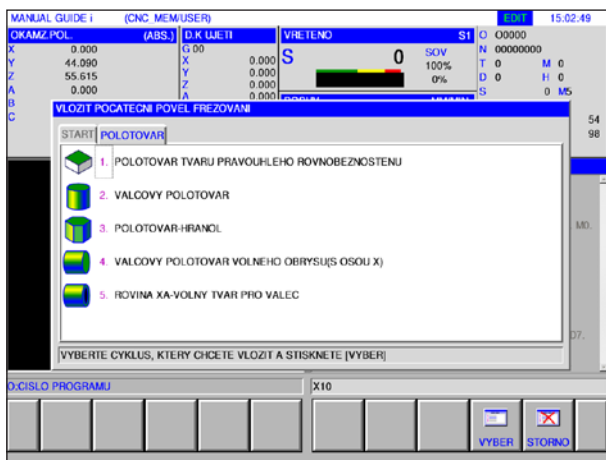 MANUAL GUIDE i (CNC_MEM/USER) EDIT 15.02:49
OKAMZ.POL. (ABS.) D.K UJETI VRETENO S1 O O0000
X 0.000 G 00 S 0 SOV 100% 0% N 00000000
Y 44.090 X 0.000 T 0 M 0
Z 55.615 Y 0.000 D 0 H 0
A 0.000 Z 0.000 S 0 M5
B A 0.000
C 54
98
VLOZIT POCATECNI POVEL FREZOVANI
START POLOTOVAR
1. POLOTOVAR TVARU PRAVOUHLEHO ROVNOBEZNOSTENU
2. VALCOVY POLOTOVAR
3. POLOTOVAR-HRANOL
4. VALCOVY POLOTOVAR VOLNEHO OBRYSU(S OSOU X)
5. ROVINA XA-VOLNY TVAR PRO VALEC
M0.
07.
VYBERTE CYKLUS, KTERY CHCETE VLOZIT A STISKNETE [VYBER]
O:CISLO PROGRAMU X10
VYBER STORNO